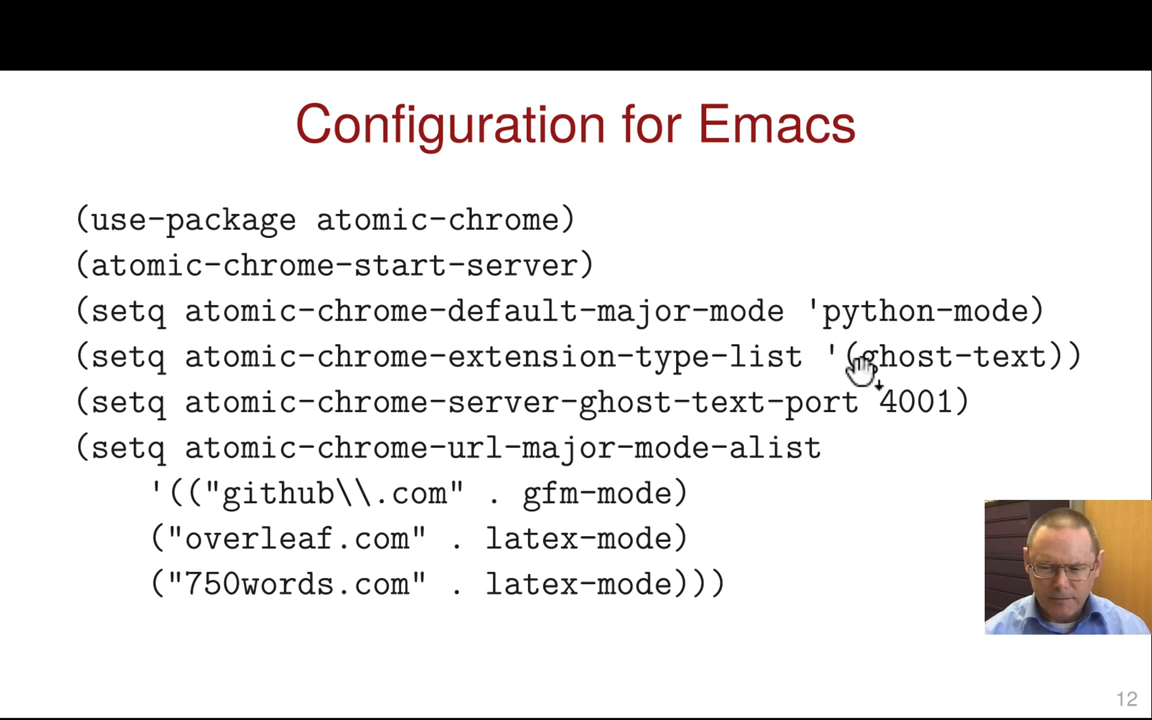 Configuration for Emacs
(use-package atomic-chrome)
(atomic-chrome-start-server)
(setq atomic-chrome-default-major-mode 'python-mode)
(setq atomic-chrome-extension-type-list '(ghost-text))
(setq atomic-chrome-server-ghost-text-port 4001)
(setq atomic-chrome-url-major-mode-alist
'(("github\\.com" . gfm-mode)
("overleaf.com" . latex-mode)
("750words.com" . latex-mode)))
12